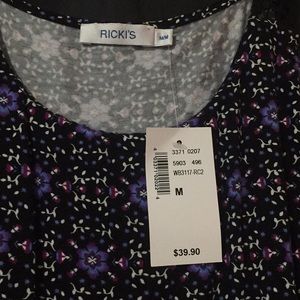 RICKI'S
M/M
3371 0207
5903 496
WB3117-RC2
M
$39.90